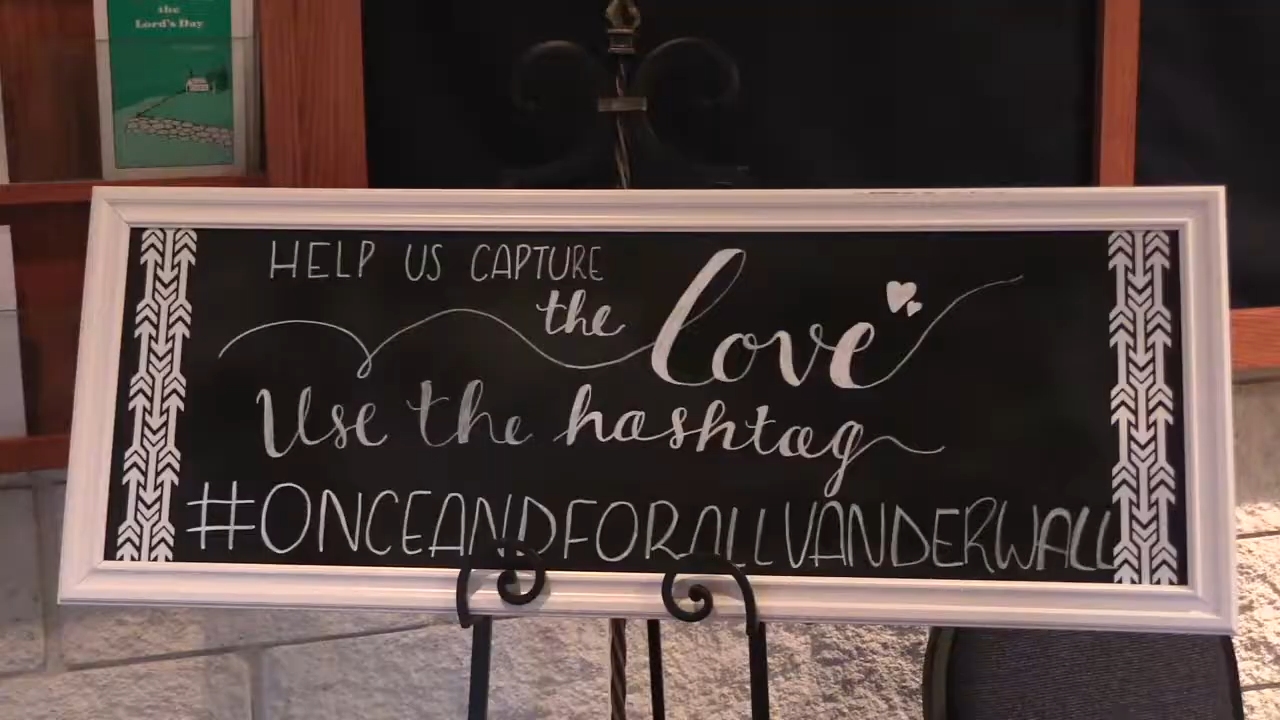 the
Lord's Day
HELP US CAPTURE
the love
Use the hashtag
#ONCEANDFORALLVANDERWALL